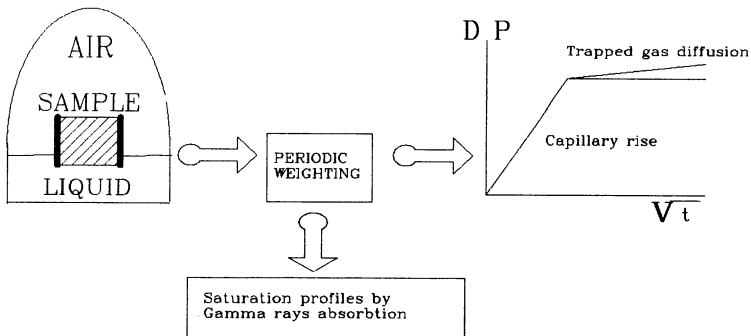 AIR
SAMPLE
LIQUID
PERIODIC
WEIGHTING
Saturation profiles by
Gamma rays absorbtion
D P
Trapped gas diffusion
Capillary rise
√t